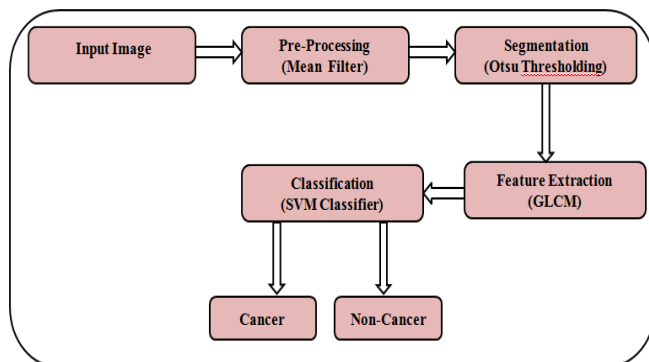 Input Image
Pre-Processing
(Mean Filter)
Segmentation
(Otsu Thresholding)
Feature Extraction
(GLCM)
Classification
(SVM Classifier)
Cancer
Non-Cancer